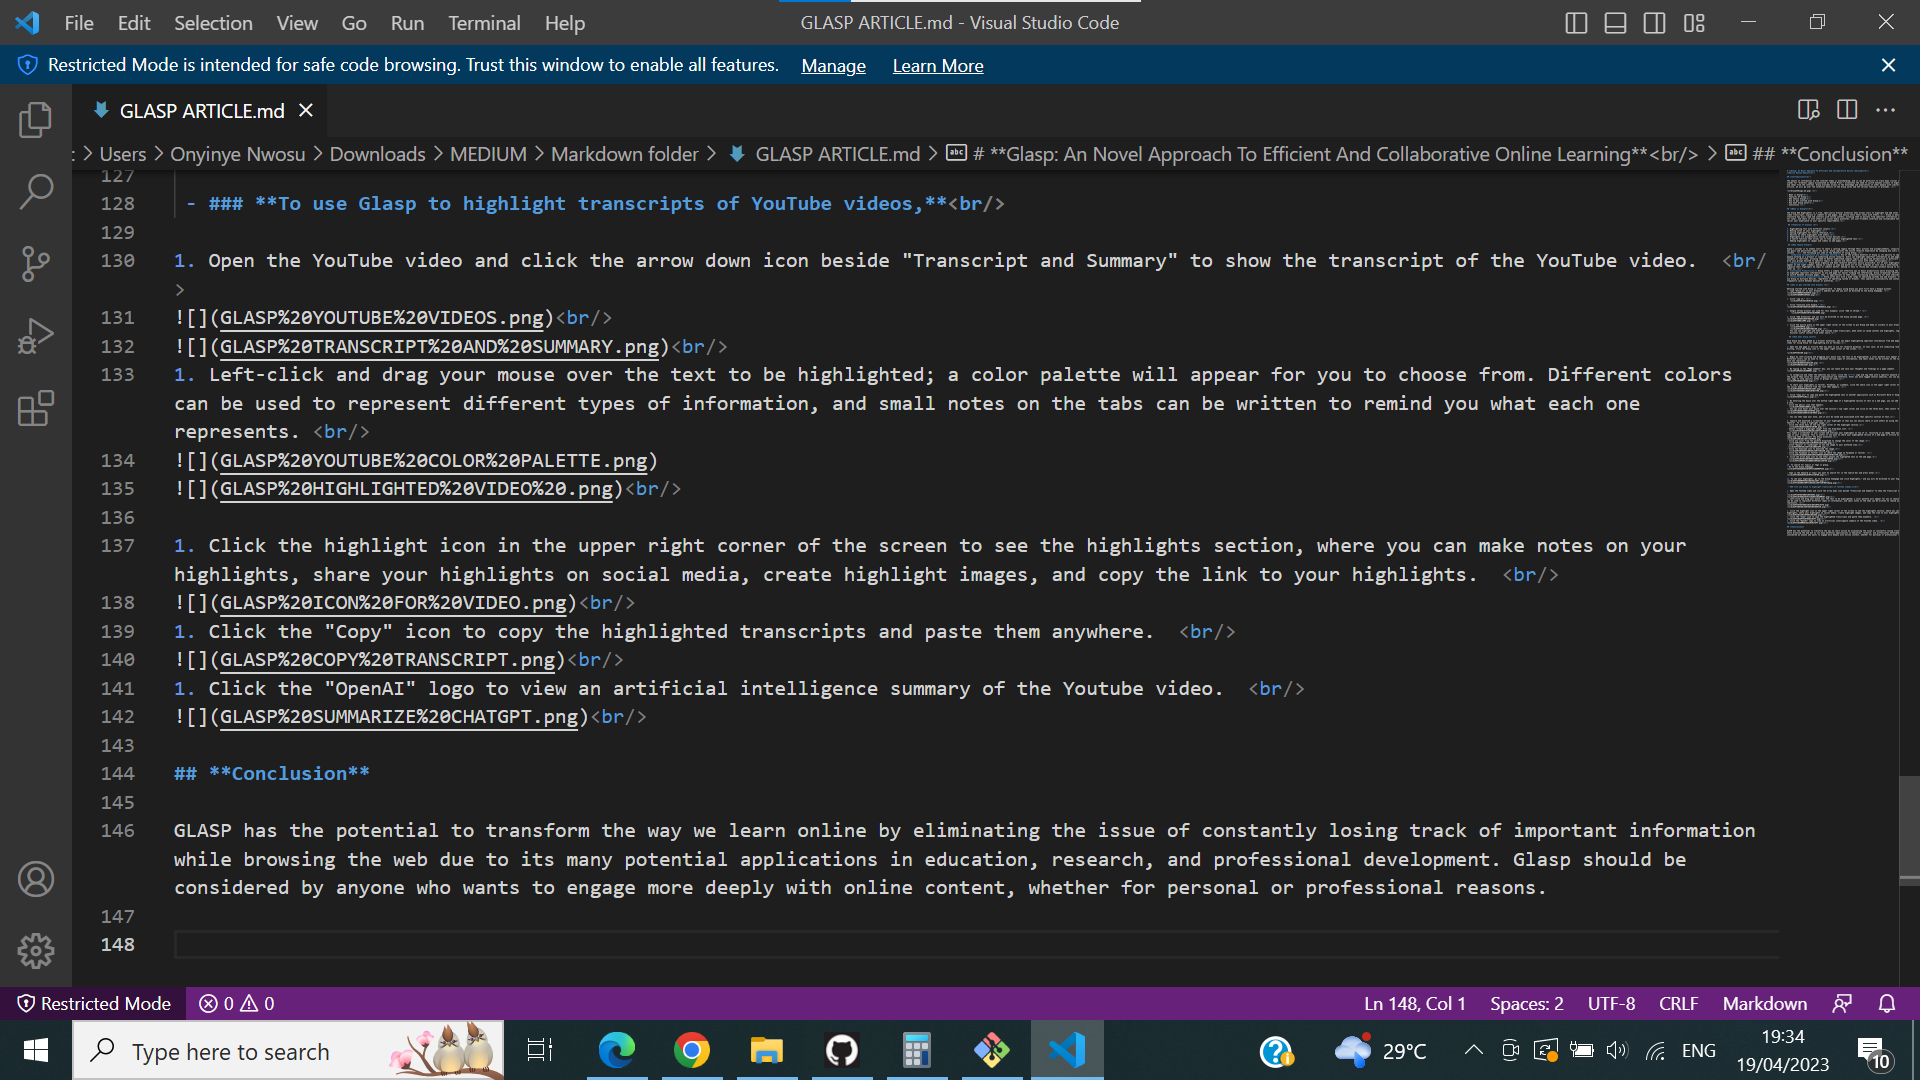 File Edit Selection View Go Run Terminal Help
GLASP ARTICLE.md - Visual Studio Code
Restricted Mode is intended for safe code browsing. Trust this window to enable all features. Manage Learn More
GLASP ARTICLE.md
: > Users > Onyinye Nwosu > Downloads > MEDIUM > Markdown folder > GLASP ARTICLE.md > # **Glasp: An Novel Approach To Efficient And Collaborative Online Learning**<br/> > ## **Conclusion**
127
128 - ### **To use Glasp to highlight transcripts of YouTube videos,**<br/>
129
130 1. Open the YouTube video and click the arrow down icon beside "Transcript and Summary" to show the transcript of the YouTube video.  <br/
>
131 ![](GLASP%20YOUTUBE%20VIDEOS.png)<br/>
132 ![](GLASP%20TRANSCRIPT%20AND%20SUMMARY.png)<br/>
133 1. Left-click and drag your mouse over the text to be highlighted; a color palette will appear for you to choose from. Different colors
can be used to represent different types of information, and small notes on the tabs can be written to remind you what each one
represents. <br/>
134 ![](GLASP%20YOUTUBE%20COLOR%20PALETTE.png)
135 ![](GLASP%20HIGHLIGHTED%20VIDEO%20.png)<br/>
136
137 1. Click the highlight icon in the upper right corner of the screen to see the highlights section, where you can make notes on your
highlights, share your highlights on social media, create highlight images, and copy the link to your highlights.  <br/>
138 ![](GLASP%20ICON%20FOR%20VIDEO.png)<br/>
139 1. Click the "Copy" icon to copy the highlighted transcripts and paste them anywhere.  <br/>
140 ![](GLASP%20COPY%20TRANSCRIPT.png)<br/>
141 1. Click the "OpenAI" logo to view an artificial intelligence summary of the Youtube video.  <br/>
142 ![](GLASP%20SUMMARIZE%20CHATGPT.png)<br/>
143
144 ## **Conclusion**
145
146 GLASP has the potential to transform the way we learn online by eliminating the issue of constantly losing track of important information
while browsing the web due to its many potential applications in education, research, and professional development. Glasp should be
considered by anyone who wants to engage more deeply with online content, whether for personal or professional reasons.
147
148
Restricted Mode 0 0 Ln 148, Col 1 Spaces: 2 UTF-8 CRLF Markdown
Type here to search
29°C ENG
19:34
19/04/2023
10